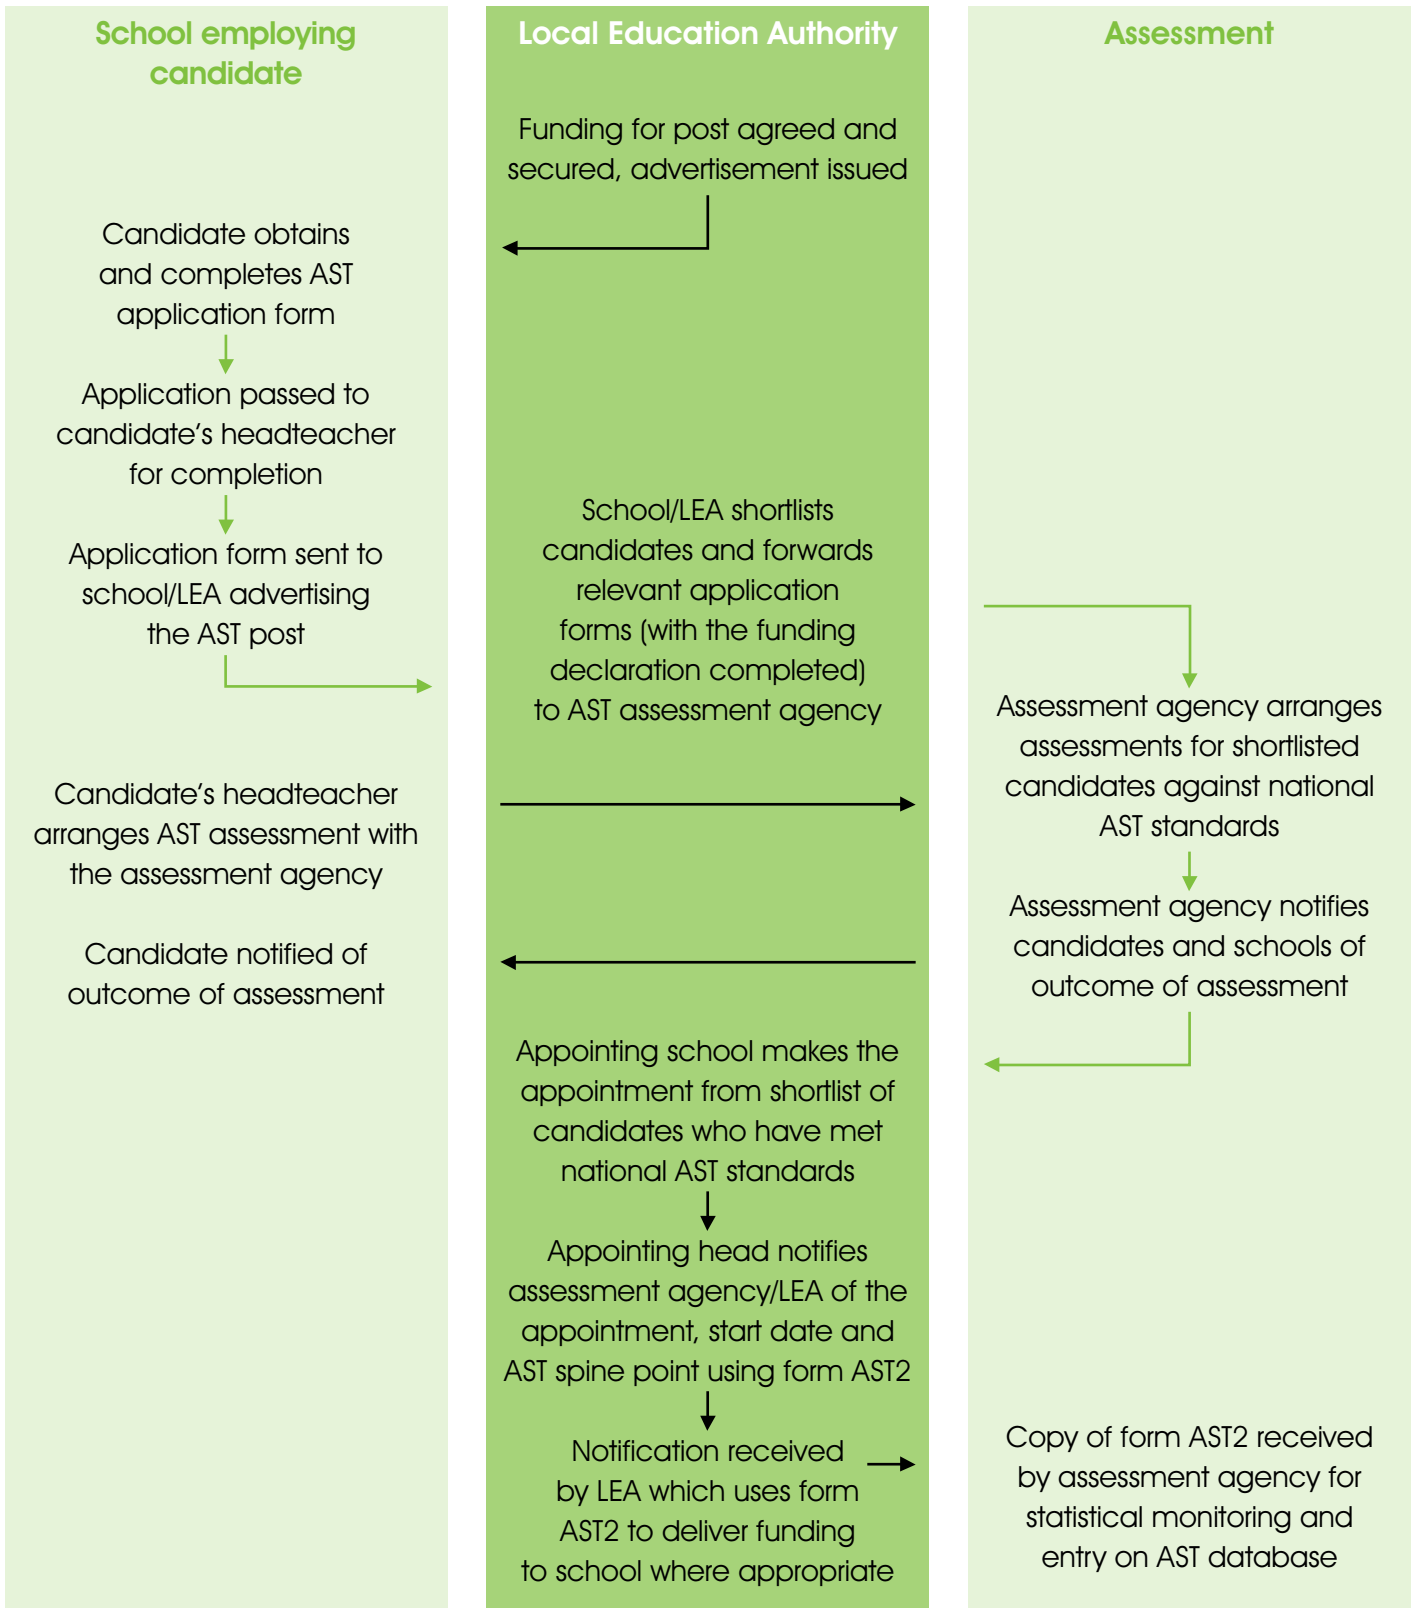 School employing
candidate
Candidate obtains
and completes AST
application form
Application passed to
candidate's headteacher
for completion
Application form sent to
school/LEA advertising
the AST post
Candidate's headteacher
arranges AST assessment with
the assessment agency
Candidate notified of
outcome of assessment
Local Education Authority
Funding for post agreed and
secured, advertisement issued
School/LEA shortlists
candidates and forwards
relevant application
forms (with the funding
declaration completed)
to AST assessment agency
Appointing school makes the
appointment from shortlist of
candidates who have met
national AST standards
Appointing head notifies
assessment agency/LEA of the
appointment, start date and
AST spine point using form AST2
Notification received
by LEA which uses form
AST2 to deliver funding
to school where appropriate
Assessment
Assessment agency arranges
assessments for shortlisted
candidates against national
AST standards
Assessment agency notifies
candidates and schools of
outcome of assessment
Copy of form AST2 received
by assessment agency for
statistical monitoring and
entry on AST database